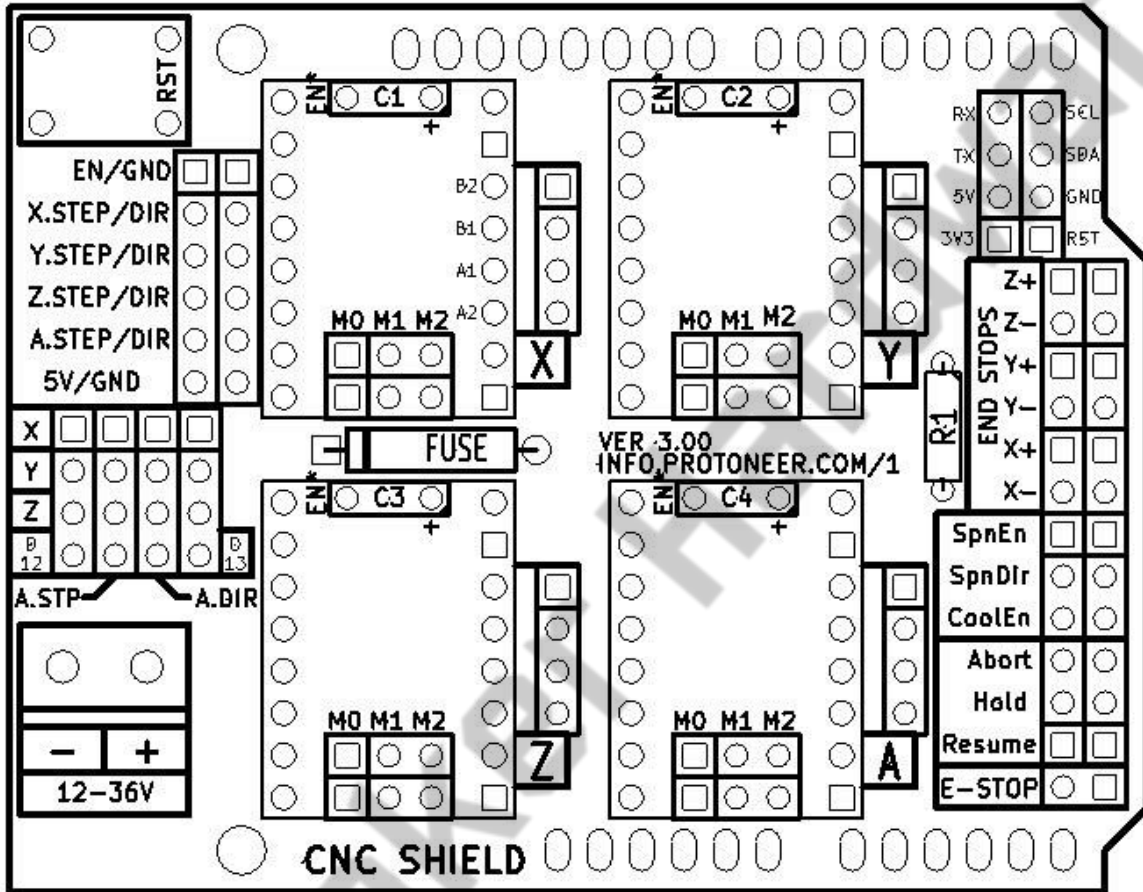 RST
EN/GND
X.STEP/DIR
Y.STEP/DIR
Z.STEP/DIR
A.STEP/DIR
5V/GND
X
Y
Z
D
12
D
13
A.STP
A.DIR
- +
12-36V
EN*
C1
+
B2
B1
A1
A2
M0 M1 M2
X
EN*
C2
+
M0 M1 M2
Y
FUSE
VER 3.00
INFO.PROTONEER.COM/1
R1
EN*
C3
+
M0 M1 M2
Z
EN*
C4
+
M0 M1 M2
A
RX SCL
TX SDA
5V GND
3V3 RST
END STOPS
Z+
Z-
Y+
Y-
X+
X-
SpnEn
SpnDir
CoolEn
Abort
Hold
Resume
E-STOP
CNC SHIELD